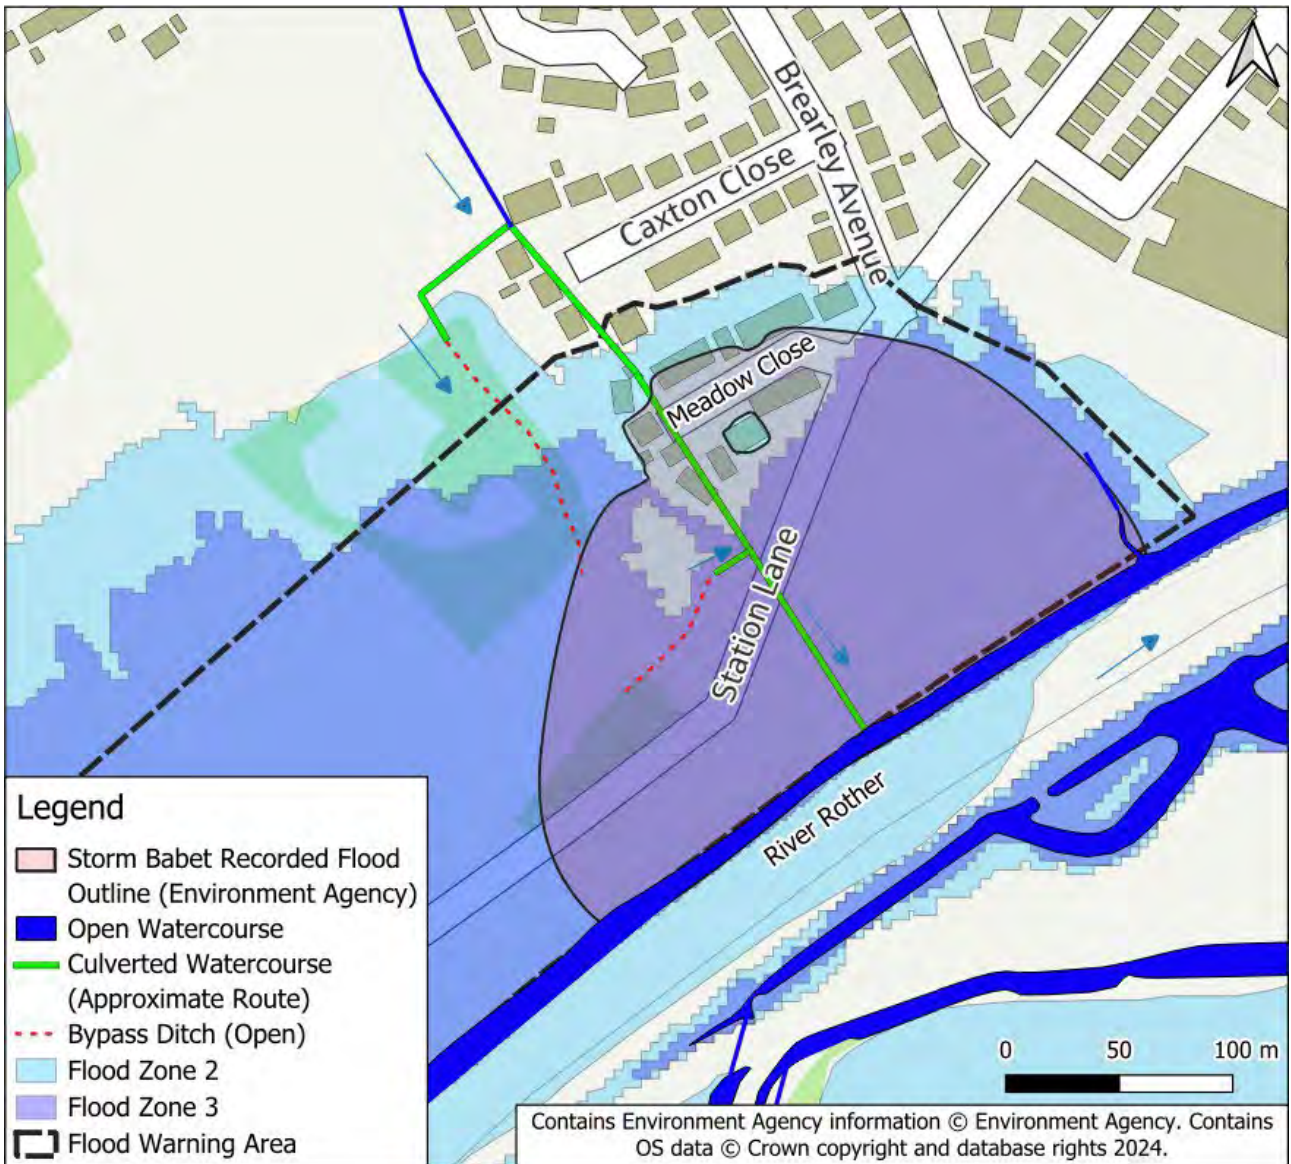 Brearley Avenue
Caxton Close
Meadow Close
Station Lane
River Rother
Legend
Storm Babet Recorded Flood
Outline (Environment Agency)
Open Watercourse
Culverted Watercourse
(Approximate Route)
Bypass Ditch (Open)
Flood Zone 2
Flood Zone 3
Flood Warning Area
0 50 100 m
Contains Environment Agency information © Environment Agency. Contains
OS data © Crown copyright and database rights 2024.